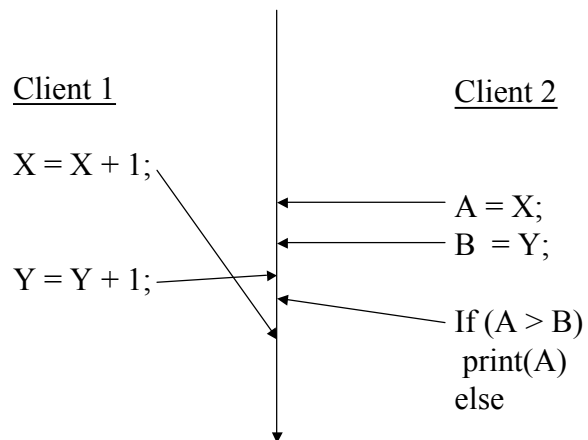 Client 1
X = X + 1;
Y = Y + 1;
Client 2
A = X;
B = Y;
If (A > B)
print(A)
else